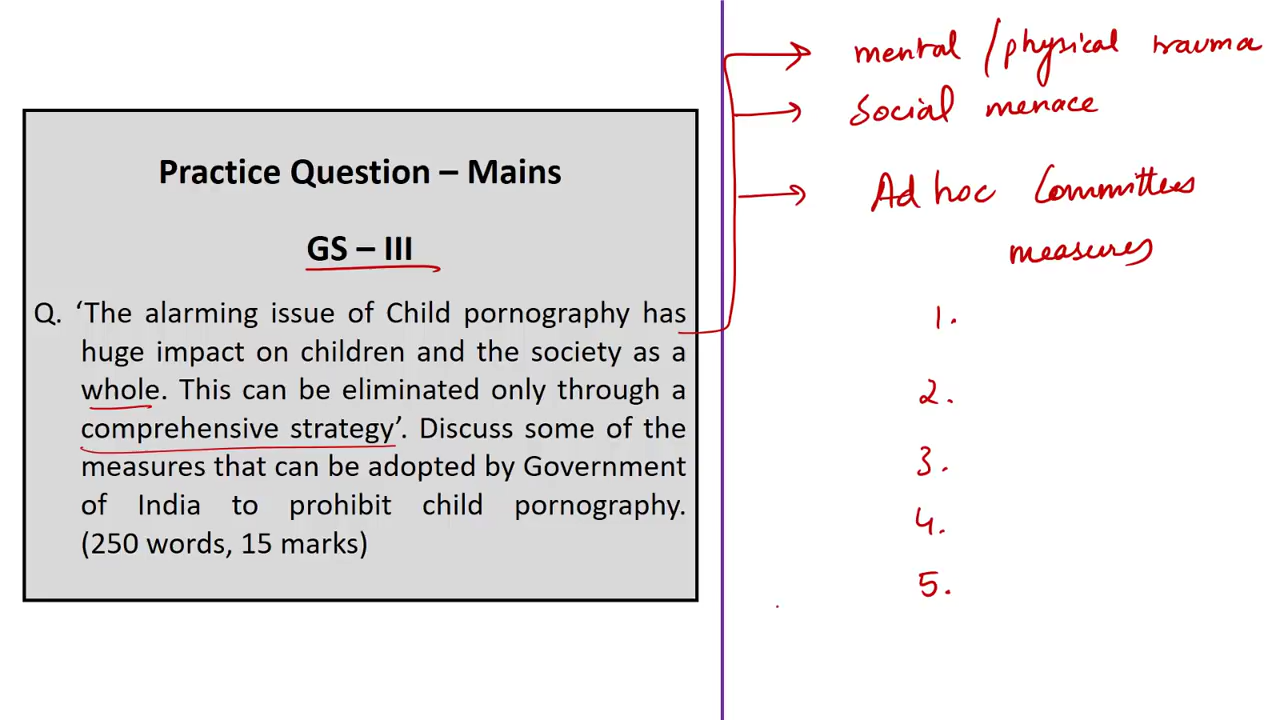 Practice Question – Mains
GS – III
Q. ‘The alarming issue of Child pornography has
huge impact on children and the society as a
whole. This can be eliminated only through a
comprehensive strategy’. Discuss some of the
measures that can be adopted by Government
of India to prohibit child pornography.
(250 words, 15 marks)
mental / physical trauma
Social menace
Ad hoc Committees
measures
1.
2.
3.
4.
5.